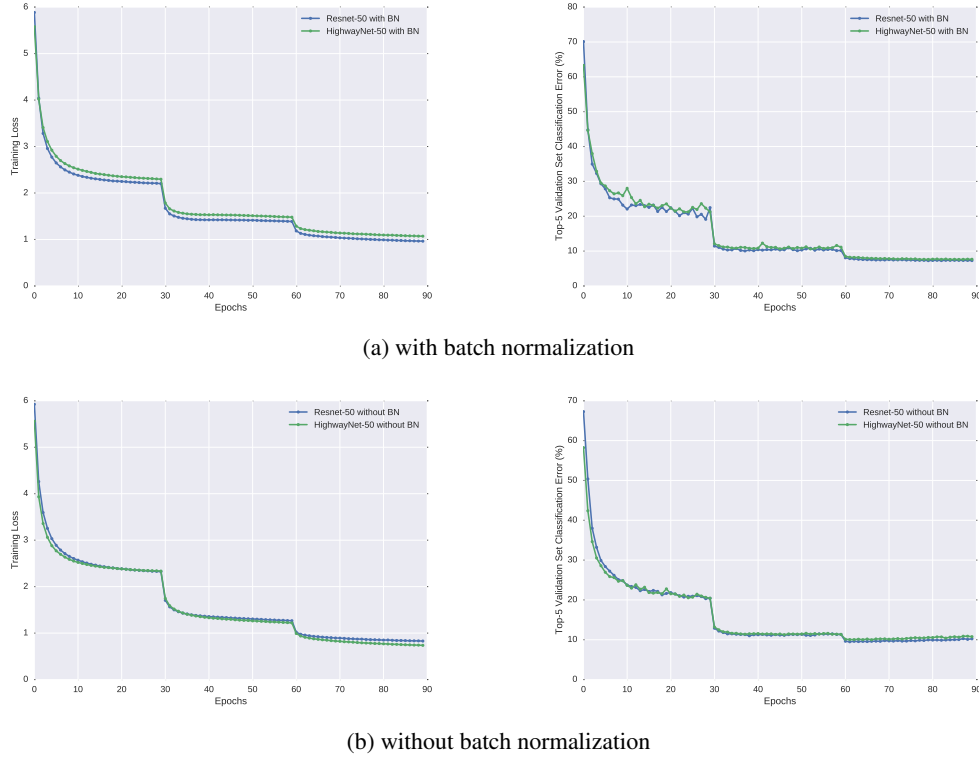 6
5
4
3
2
1
0
Training Loss
0 10 20 30 40 50 60 70 80 90
Epochs
Resnet-50 with BN
HighwayNet-50 with BN
80
70
60
50
40
30
20
10
0
Top-5 Validation Set Classification Error (%)
0 10 20 30 40 50 60 70 80 90
Epochs
Resnet-50 with BN
HighwayNet-50 with BN
(a) with batch normalization
6
5
4
3
2
1
0
Training Loss
0 10 20 30 40 50 60 70 80 90
Epochs
Resnet-50 without BN
HighwayNet-50 without BN
70
60
50
40
30
20
10
0
Top-5 Validation Set Classification Error (%)
0 10 20 30 40 50 60 70 80 90
Epochs
Resnet-50 without BN
HighwayNet-50 without BN
(b) without batch normalization